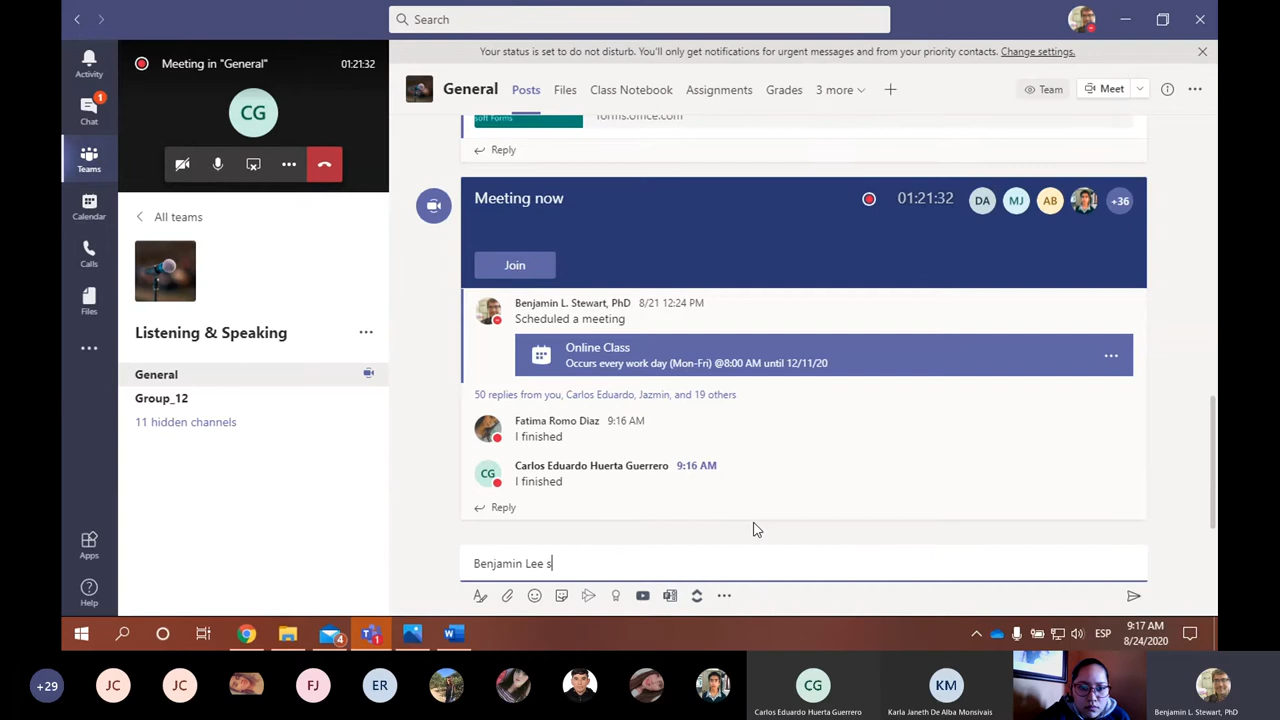 Search
Activity
Chat
1
Teams
Calendar
Calls
Files
Apps
Help
Meeting in "General"
01:21:32
CG
All teams
Listening & Speaking
General
Group_12
11 hidden channels
Your status is set to do not disturb. You'll only get notifications for urgent messages and from your priority contacts. Change settings.
General Posts Files Class Notebook Assignments Grades 3 more
Team
Meet
soft Forms
forms.office.com
Reply
Meeting now
01:21:32 DA MJ AB +36
Join
Benjamin L. Stewart, PhD 8/21 12:24 PM
Scheduled a meeting
Online Class
Occurs every work day (Mon-Fri) @8:00 AM until 12/11/20
50 replies from you, Carlos Eduardo, Jazmin, and 19 others
Fatima Romo Diaz 9:16 AM
I finished
CG
Carlos Eduardo Huerta Guerrero 9:16 AM
I finished
Reply
Benjamin Lee s
4
1
ESP
9:17 AM
8/24/2020
+29 JC JC FJ ER CG KM
Carlos Eduardo Huerta Guerrero
Karla Janeth De Alba Monsivais
Benjamin L. Stewart, PhD